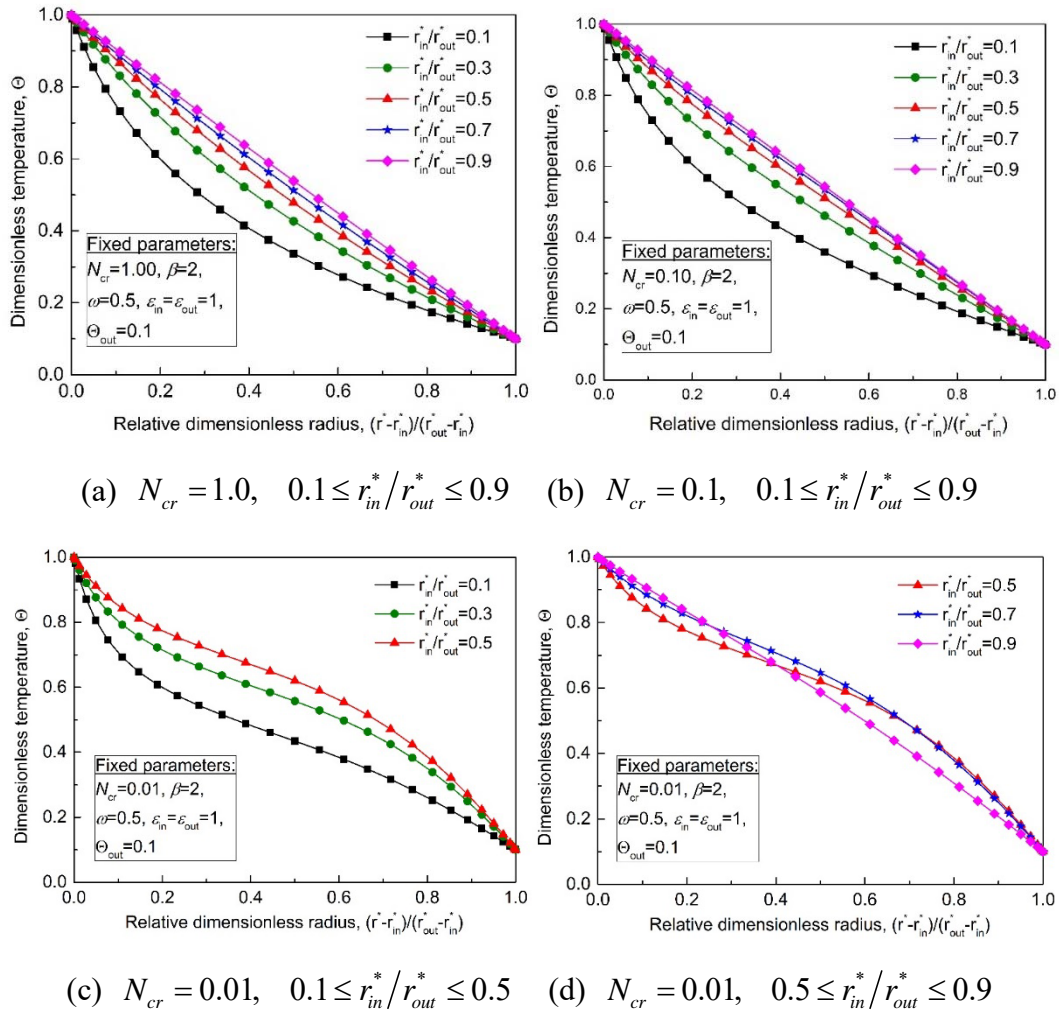 1.0
0.8
0.6
0.4
0.2
0.0
Dimensionless temperature, Θ
r*in/r*out=0.1
r*in/r*out=0.3
r*in/r*out=0.5
r*in/r*out=0.7
r*in/r*out=0.9
Fixed parameters:
Ncr=1.00, β=2,
ω=0.5, εin=εout=1,
Θout=0.1
0.0 0.2 0.4 0.6 0.8 1.0
Relative dimensionless radius, (r*-r*in)/(r*out-r*in)
1.0
0.8
0.6
0.4
0.2
0.0
Dimensionless temperature, Θ
r*in/r*out=0.1
r*in/r*out=0.3
r*in/r*out=0.5
r*in/r*out=0.7
r*in/r*out=0.9
Fixed parameters:
Ncr=0.10, β=2,
ω=0.5, εin=εout=1,
Θout=0.1
0.0 0.2 0.4 0.6 0.8 1.0
Relative dimensionless radius, (r*-r*in)/(r*out-r*in)
(a) Ncr = 1.0, 0.1 ≤ r*in/r*out ≤ 0.9 (b) Ncr = 0.1, 0.1 ≤ r*in/r*out ≤ 0.9
1.0
0.8
0.6
0.4
0.2
0.0
Dimensionless temperature, Θ
r*in/r*out=0.1
r*in/r*out=0.3
r*in/r*out=0.5
Fixed parameters:
Ncr=0.01, β=2,
ω=0.5, εin=εout=1,
Θout=0.1
0.0 0.2 0.4 0.6 0.8 1.0
Relative dimensionless radius, (r*-r*in)/(r*out-r*in)
1.0
0.8
0.6
0.4
0.2
0.0
Dimensionless temperature, Θ
r*in/r*out=0.5
r*in/r*out=0.7
r*in/r*out=0.9
Fixed parameters:
Ncr=0.01, β=2,
ω=0.5, εin=εout=1,
Θout=0.1
0.0 0.2 0.4 0.6 0.8 1.0
Relative dimensionless radius, (r*-r*in)/(r*out-r*in)
(c) Ncr = 0.01, 0.1 ≤ r*in/r*out ≤ 0.5 (d) Ncr = 0.01, 0.5 ≤ r*in/r*out ≤ 0.9